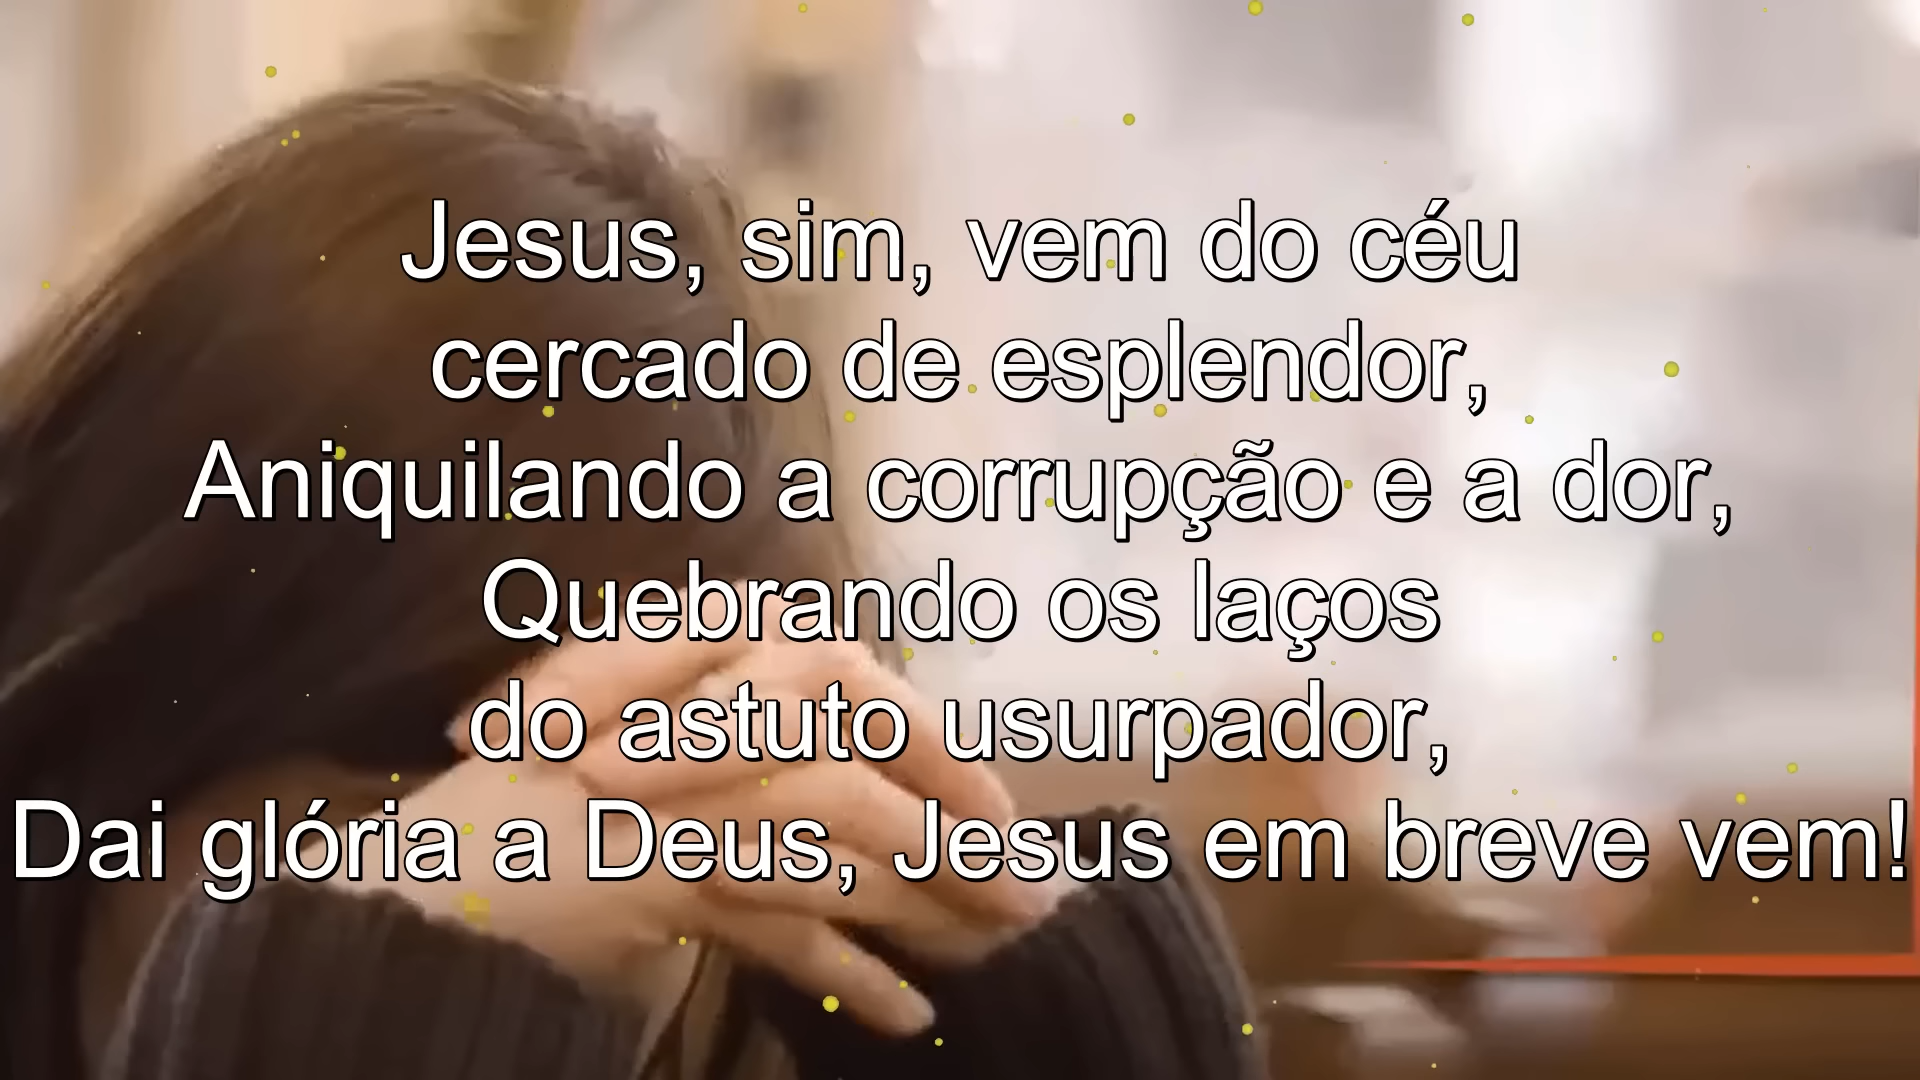 Jesus, sim, vem do céu
cercado de esplendor,
Aniquilando a corrupção e a dor,
Quebrando os laços
do astuto usurpador,
Dai glória a Deus, Jesus em breve vem!